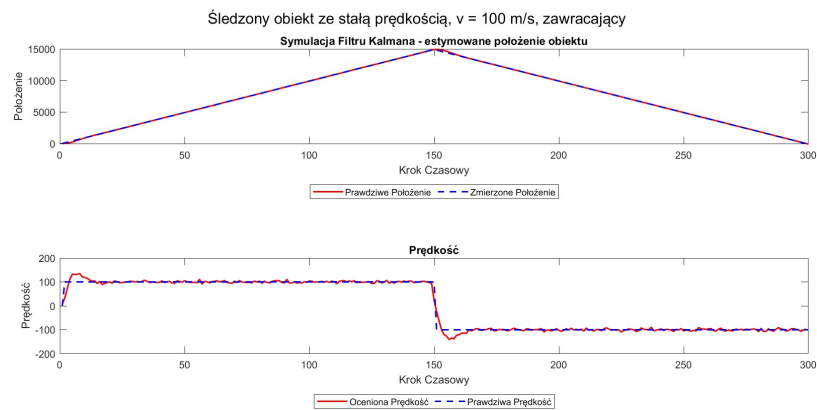 Śledzony obiekt ze stałą prędkością, v = 100 m/s, zawracający
Symulacja Filtru Kalmana - estymowane położenie obiektu
15000
10000
5000
0
Położenie
0 50 100 150 200 250 300
Krok Czasowy
Prawdziwe Położenie Zmierzone Położenie
Prędkość
200
100
0
-100
-200
Prędkość
0 50 100 150 200 250 300
Krok Czasowy
Oceniona Prędkość Prawdziwa Prędkość